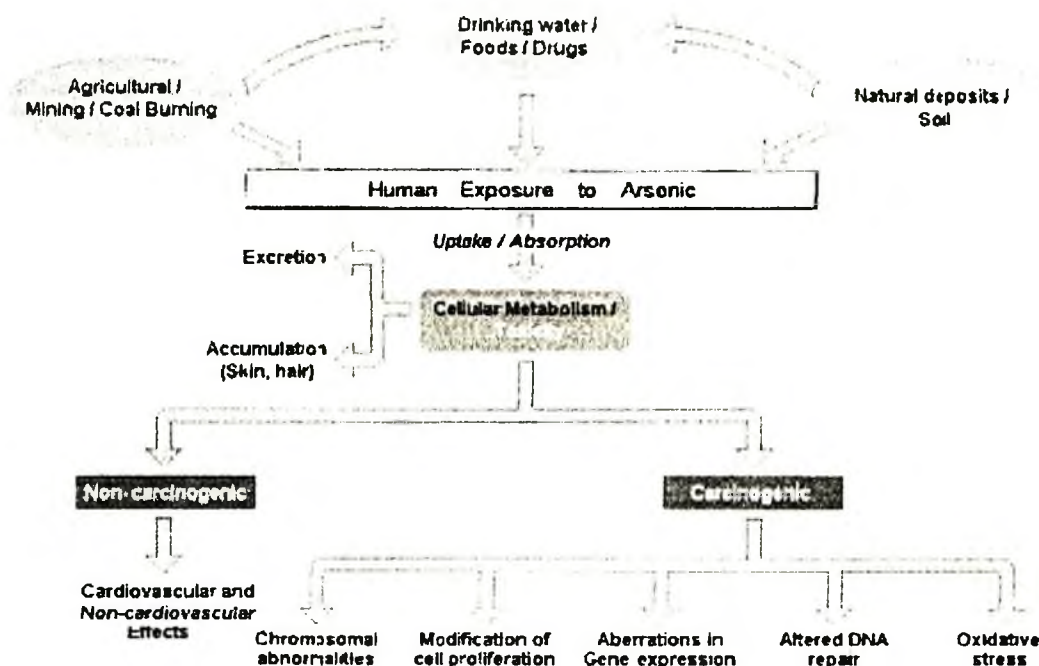 Drinking water /
Foods / Drugs
Agricultural /
Mining / Coal Burning
Natural deposits /
Soil
Human Exposure to Arsonic
Uptake / Absorption
Excretion
Cellular Metabolism /
Accumulation
(Skin, hair)
Non-carcinogenic
Carcinogenic
Cardiovascular and
Non-cardiovascular
Effects
Chromosomal
abnormalities
Modification of
cell proliferation
Aberrations in
Gene expression
Altered DNA
repair
Oxidative
stress